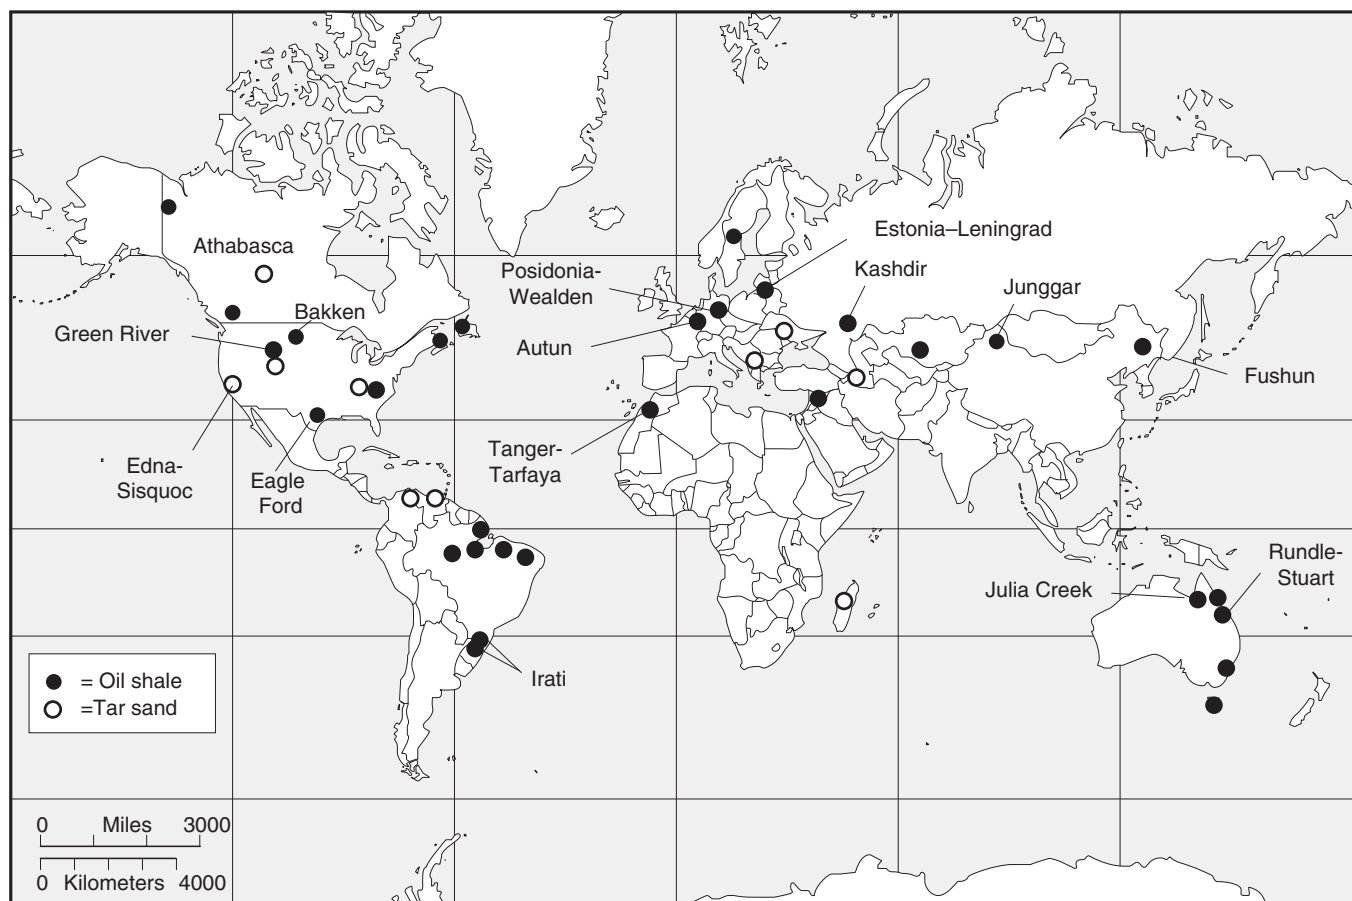 Estonia–Leningrad
Athabasca
Posidonia-
Wealden
Kashdir
Junggar
Bakken
Green River
Autun
Fushun
Tanger-
Tarfaya
Edna-
Sisquoc
Eagle
Ford
Rundle-
Stuart
Julia Creek
Irati
= Oil shale
=Tar sand
0 Miles 3000
0 Kilometers 4000